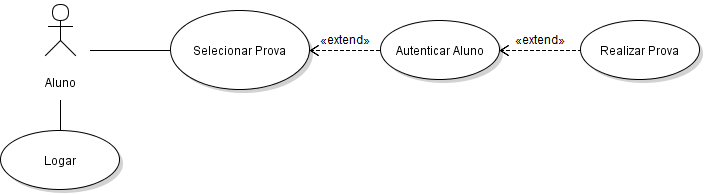 Selecionar Prova
«extend»
Autenticar Aluno
«extend»
Realizar Prova
Aluno
Logar